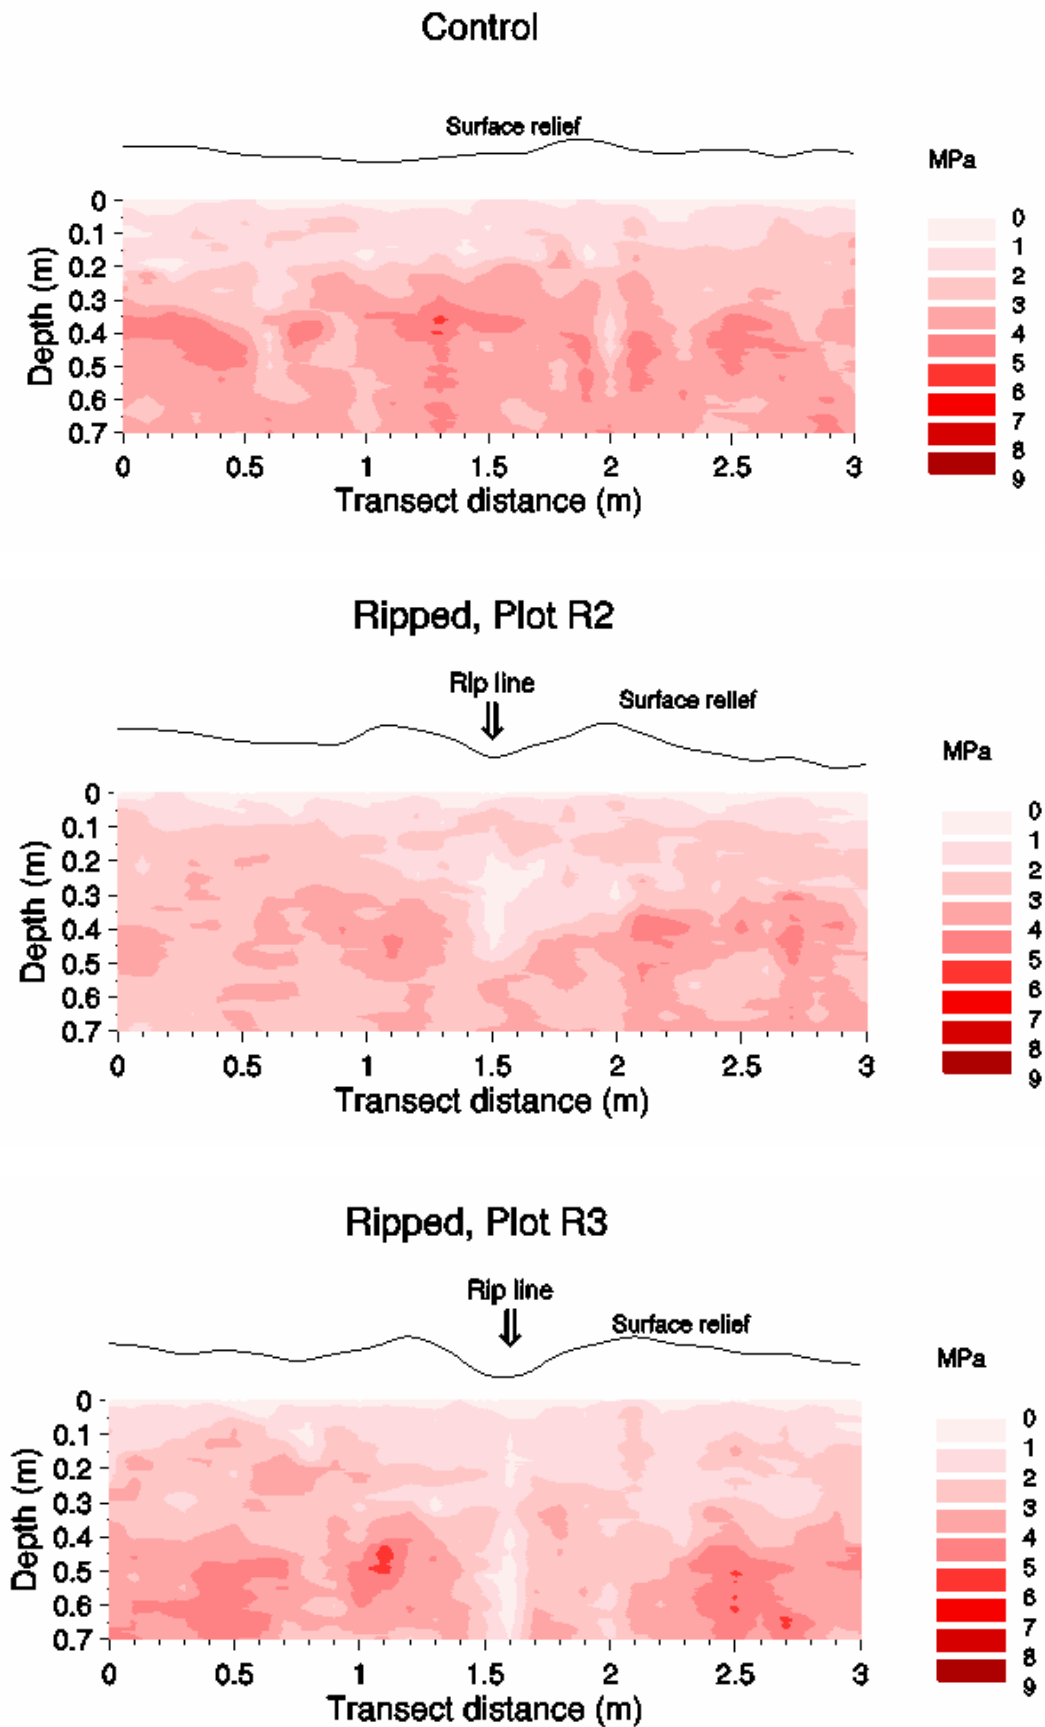 Control
Surface relief
MPa
0
0.1
0.2
0.3
0.4
0.5
0.6
0.7
Depth (m)
0 0.5 1 1.5 2 2.5 3
Transect distance (m)
0
1
2
3
4
5
6
7
8
9
Ripped, Plot R2
Rip line
Surface relief
MPa
0
0.1
0.2
0.3
0.4
0.5
0.6
0.7
Depth (m)
0 0.5 1 1.5 2 2.5 3
Transect distance (m)
0
1
2
3
4
5
6
7
8
9
Ripped, Plot R3
Rip line
Surface relief
MPa
0
0.1
0.2
0.3
0.4
0.5
0.6
0.7
Depth (m)
0 0.5 1 1.5 2 2.5 3
Transect distance (m)
0
1
2
3
4
5
6
7
8
9